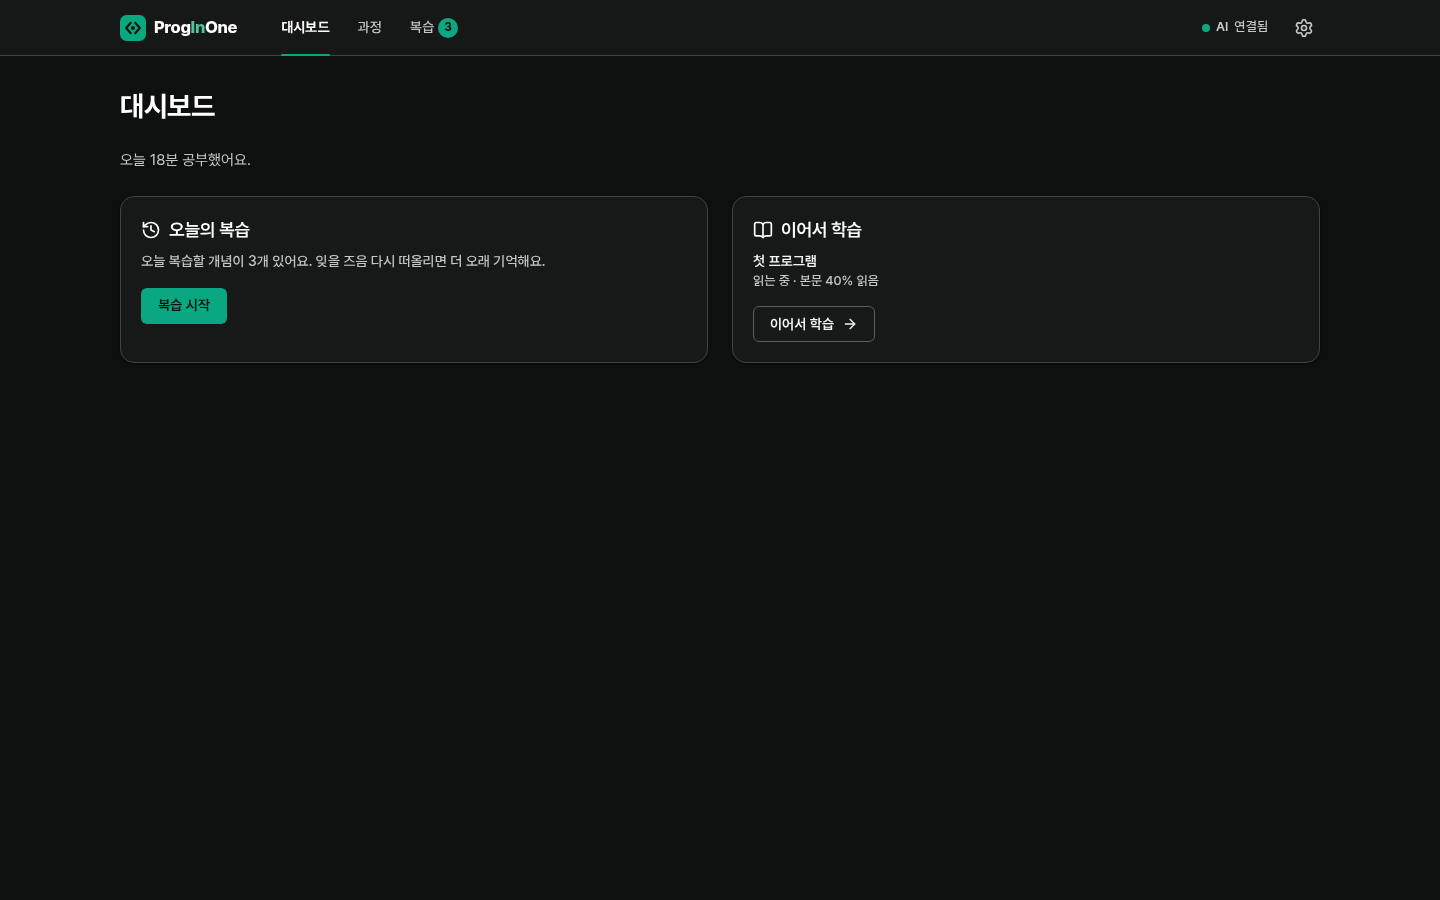 ProgInOne
대시보드
과정
복습 3
AI 연결됨
대시보드
오늘 18분 공부했어요.
오늘의 복습
오늘 복습할 개념이 3개 있어요. 잊을 즈음 다시 떠올리면 더 오래 기억해요.
복습 시작
이어서 학습
첫 프로그램
읽는 중 · 본문 40% 읽음
이어서 학습